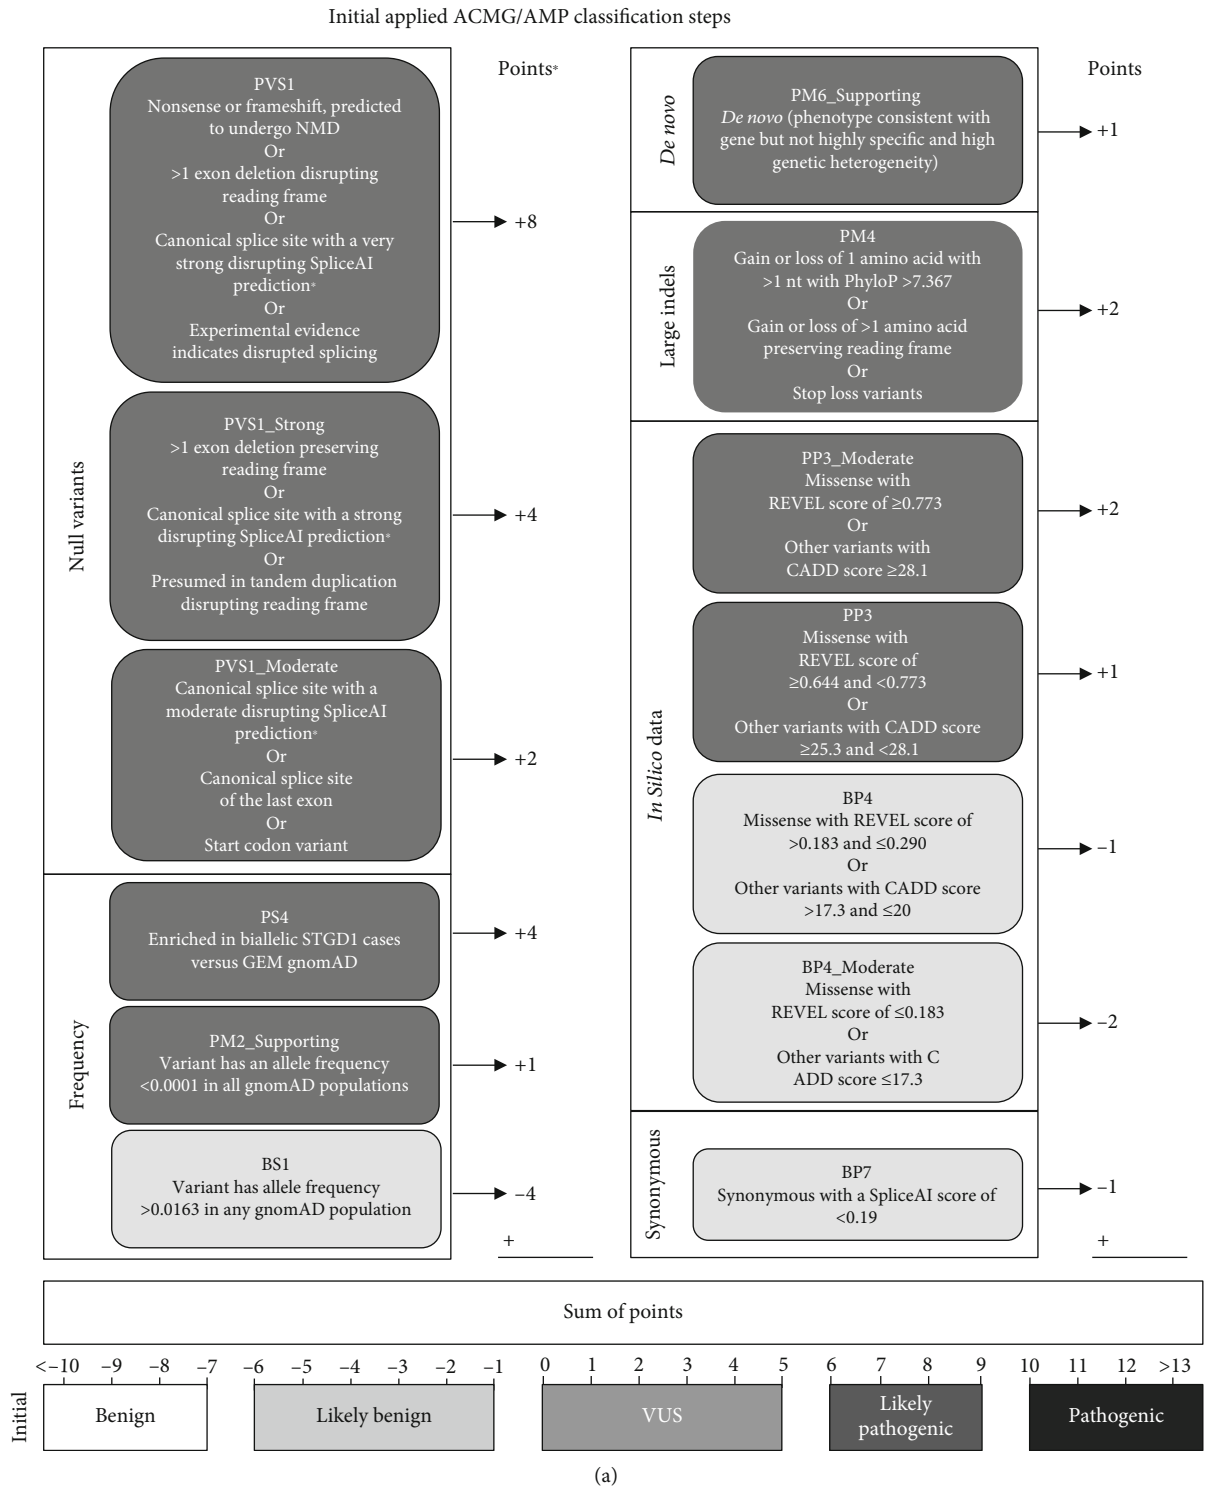 Initial applied ACMG/AMP classification steps
Points*
Null variants
PVS1
Nonsense or frameshift, predicted
to undergo NMD
Or
>1 exon deletion disrupting
reading frame
Or
Canonical splice site with a very
strong disrupting SpliceAI
prediction*
Or
Experimental evidence
indicates disrupted splicing
+8
PVS1_Strong
>1 exon deletion preserving
reading frame
Or
Canonical splice site with a strong
disrupting SpliceAI prediction*
Or
Presumed in tandem duplication
disrupting reading frame
+4
PVS1_Moderate
Canonical splice site with a
moderate disrupting SpliceAI
prediction*
Or
Canonical splice site
of the last exon
Or
Start codon variant
+2
Frequency
PS4
Enriched in biallelic STGD1 cases
versus GEM gnomAD
+4
PM2_Supporting
Variant has an allele frequency
<0.0001 in all gnomAD populations
+1
BS1
Variant has allele frequency
>0.0163 in any gnomAD population
–4
+
Points
De novo
PM6_Supporting
De novo (phenotype consistent with
gene but not highly specific and high
genetic heterogeneity)
+1
Large indels
PM4
Gain or loss of 1 amino acid with
>1 nt with PhyloP >7.367
Or
Gain or loss of >1 amino acid
preserving reading frame
Or
Stop loss variants
+2
In Silico data
PP3_Moderate
Missense with
REVEL score of ≥0.773
Or
Other variants with
CADD score ≥28.1
+2
PP3
Missense with
REVEL score of
≥0.644 and <0.773
Or
Other variants with CADD score
≥25.3 and <28.1
+1
BP4
Missense with REVEL score of
>0.183 and ≤0.290
Or
Other variants with CADD score
>17.3 and ≤20
–1
BP4_Moderate
Missense with
REVEL score of ≤0.183
Or
Other variants with C
ADD score ≤17.3
–2
Synonymous
BP7
Synonymous with a SpliceAI score of
<0.19
–1
+
Sum of points
<–10 –9 –8 –7 –6 –5 –4 –3 –2 –1 0 1 2 3 4 5 6 7 8 9 10 11 12 >13
Initial
Benign
Likely benign
VUS
Likely
pathogenic
Pathogenic
(a)